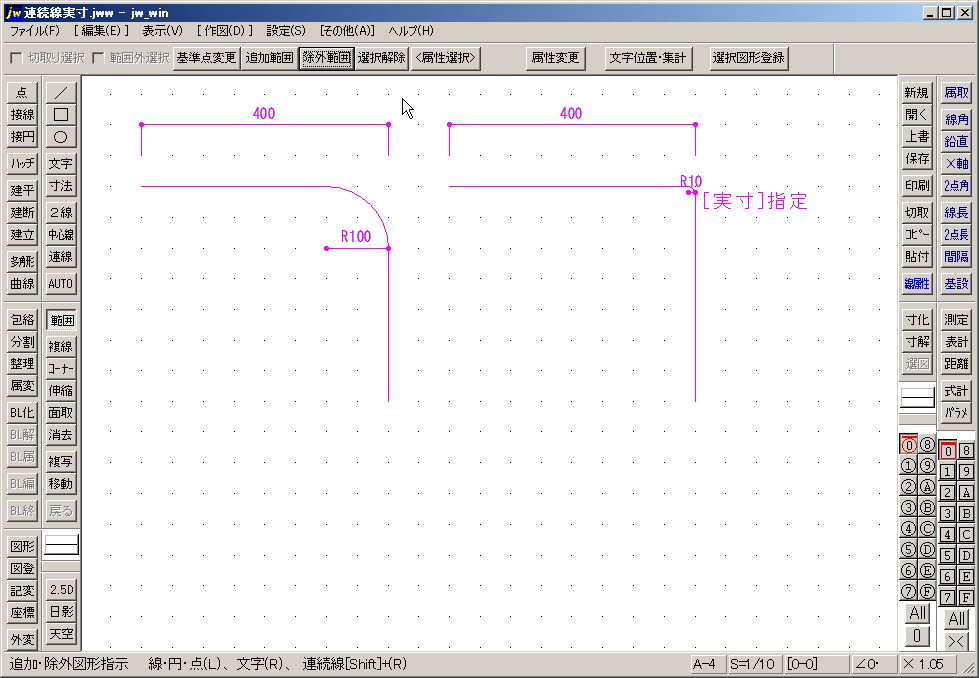 連続線実寸.jww - jw_win
ファイル(F) [編集(E)] 表示(V) [作図(D)] 設定(S) [その他(A)] ヘルプ(H)
切取り選択 範囲外選択 基準点変更 追加範囲 除外範囲 選択解除 <属性選択> 属性変更 文字位置・集計 選択図形登録
点 ／ 新規 属取
接線 □ 開く 線角
接円 ○ 上書 鉛直
ハッチ 文字 保存 ×軸
建平 寸法 印刷 2点角
建断 2線 切取 線長
建立 中心線 コピー 2点長
多角形 連線 貼付 間隔
曲線 AUTO 線属性 基設
包絡 範囲 寸化 測定
分割 複線 寸解 表計
整理 コーナー 選図 距離
属変 伸縮 式計
BL化 面取 パラメ
BL解 消去
BL属 複写
BL編 移動
BL終 戻る
図形
図登
記変 2.5D
座標 日影
外変 天空
400 400
R10
[実寸]指定
R100
0 8 0 8
1 9 1 9
2 A 2 A
3 B 3 B
4 C 4 C
5 D 5 D
6 E 6 E
7 F 7 F
All All
0 ×
追加・除外図形指示 線・円・点(L)、文字(R)、 連続線[Shift]+(R) A-4 S=1/10 [0-0] ∠0・ × 1.05